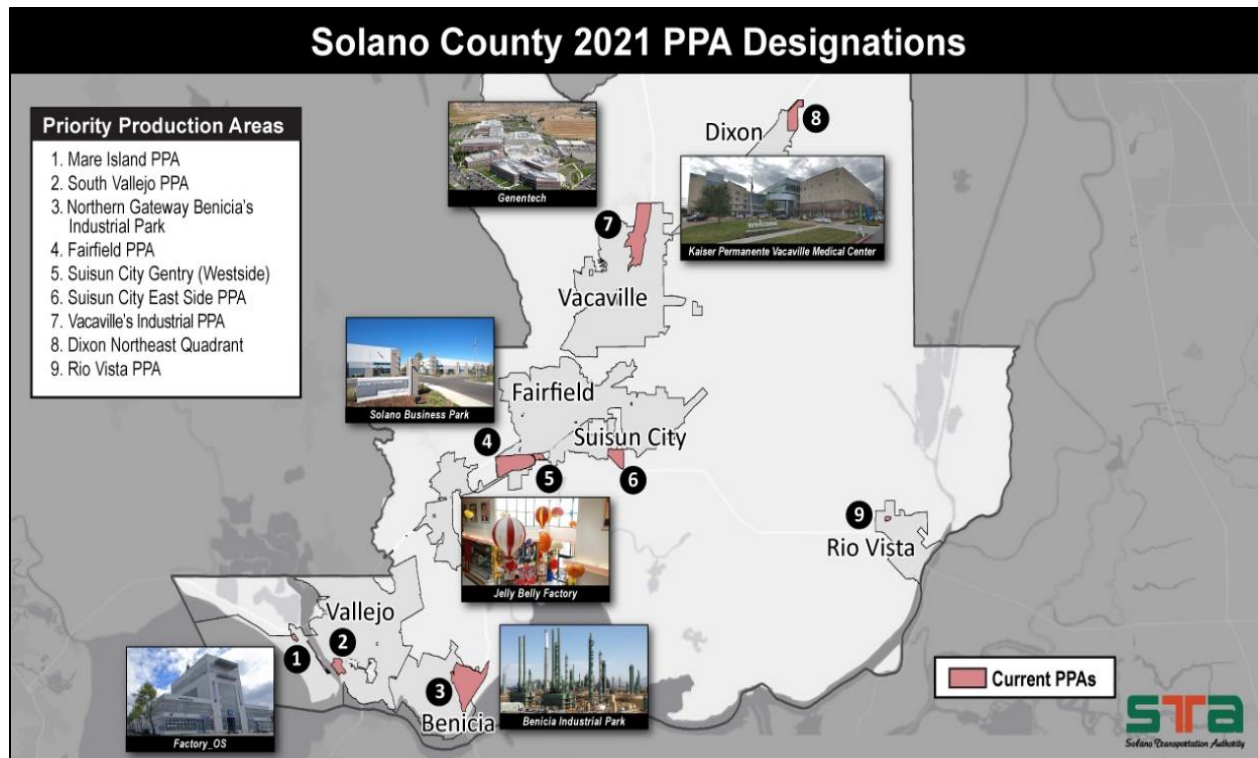 Solano County 2021 PPA Designations
Priority Production Areas
1. Mare Island PPA
2. South Vallejo PPA
3. Northern Gateway Benicia's
Industrial Park
4. Fairfield PPA
5. Suisun City Gentry (Westside)
6. Suisun City East Side PPA
7. Vacaville's Industrial PPA
8. Dixon Northeast Quadrant
9. Rio Vista PPA
Genentech
Dixon
8
Kaiser Permanente Vacaville Medical Center
7
Vacaville
Solano Business Park
Fairfield
Suisun City
4
5
6
9
Rio Vista
Jelly Belly Factory
Vallejo
1
2
3
Benicia
Factory_OS
Benicia Industrial Park
Current PPAs
STA
Solano Transportation Authority